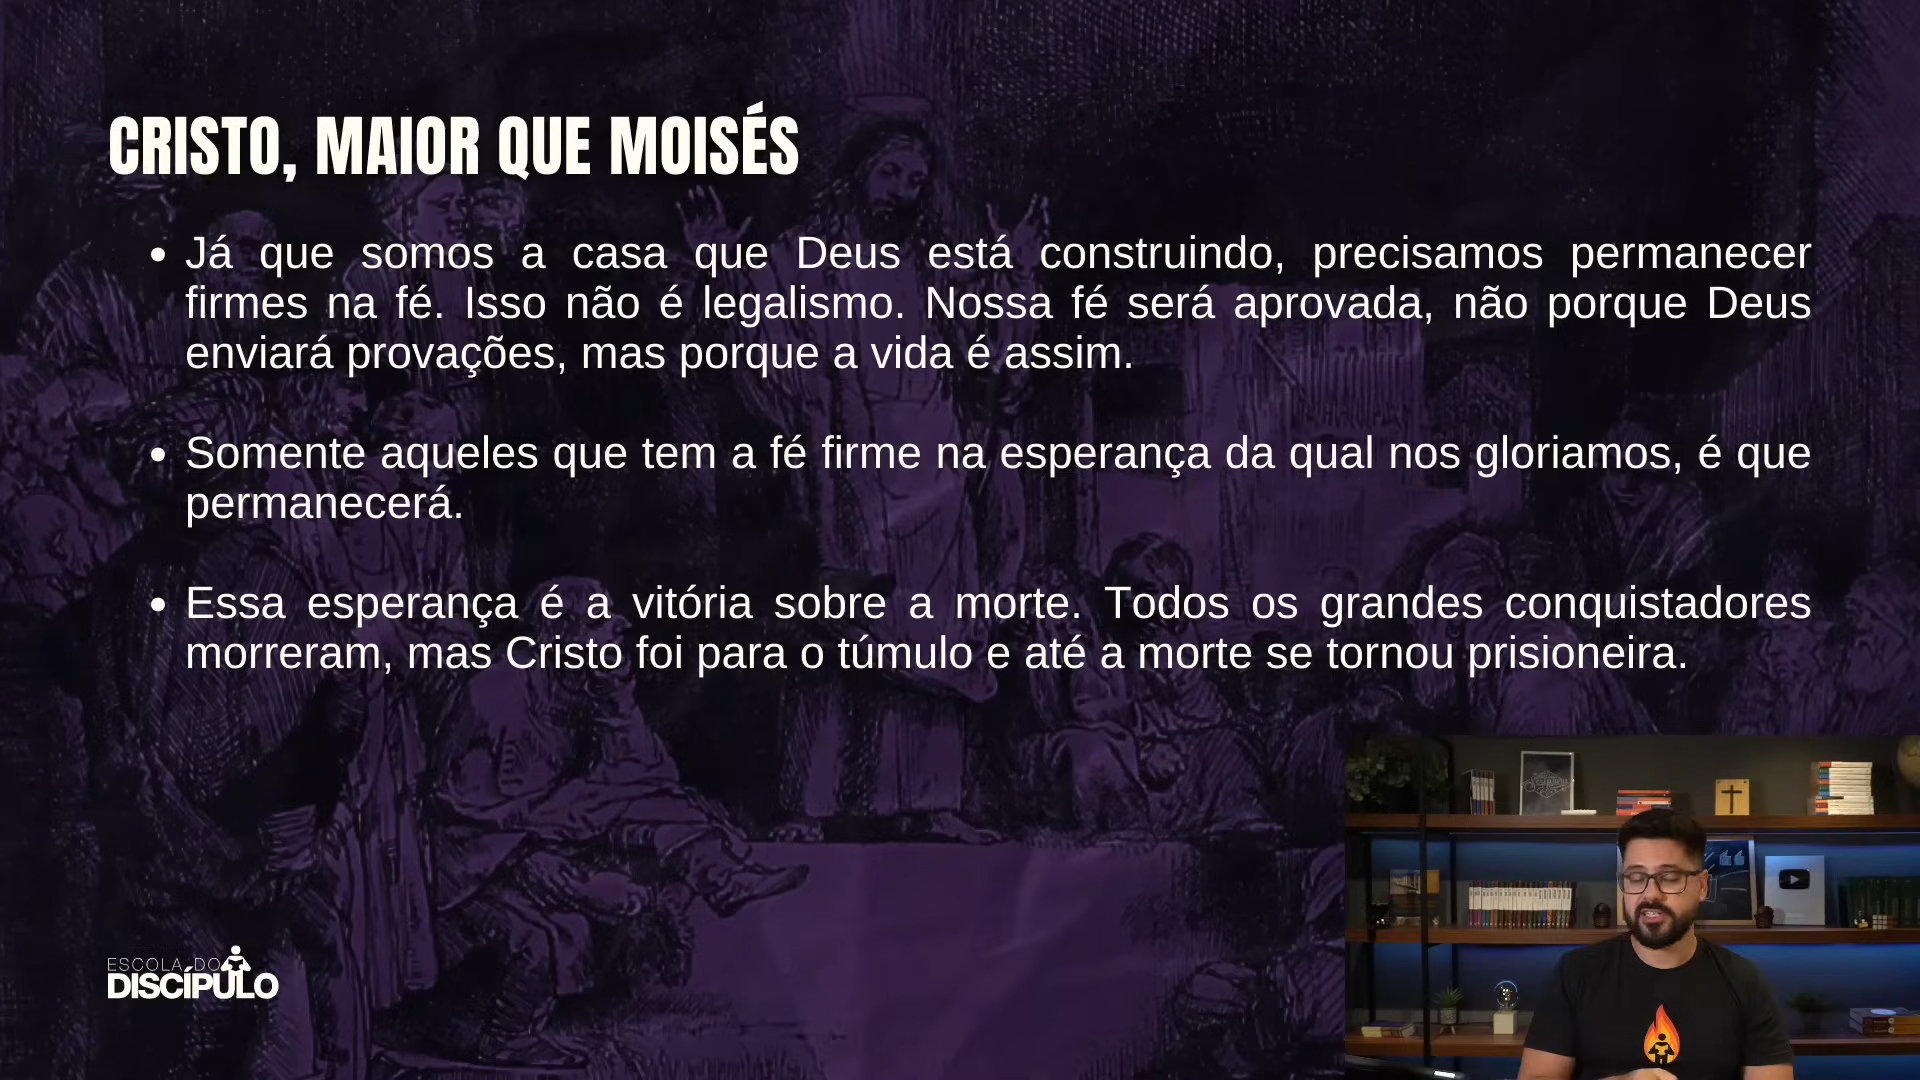 CRISTO, MAIOR QUE MOISÉS
• Já que somos a casa que Deus está construindo, precisamos permanecer
firmes na fé. Isso não é legalismo. Nossa fé será aprovada, não porque Deus
enviará provações, mas porque a vida é assim.
• Somente aqueles que tem a fé firme na esperança da qual nos gloriamos, é que
permanecerá.
• Essa esperança é a vitória sobre a morte. Todos os grandes conquistadores
morreram, mas Cristo foi para o túmulo e até a morte se tornou prisioneira.
ESCOLA DO
DISCÍPULO